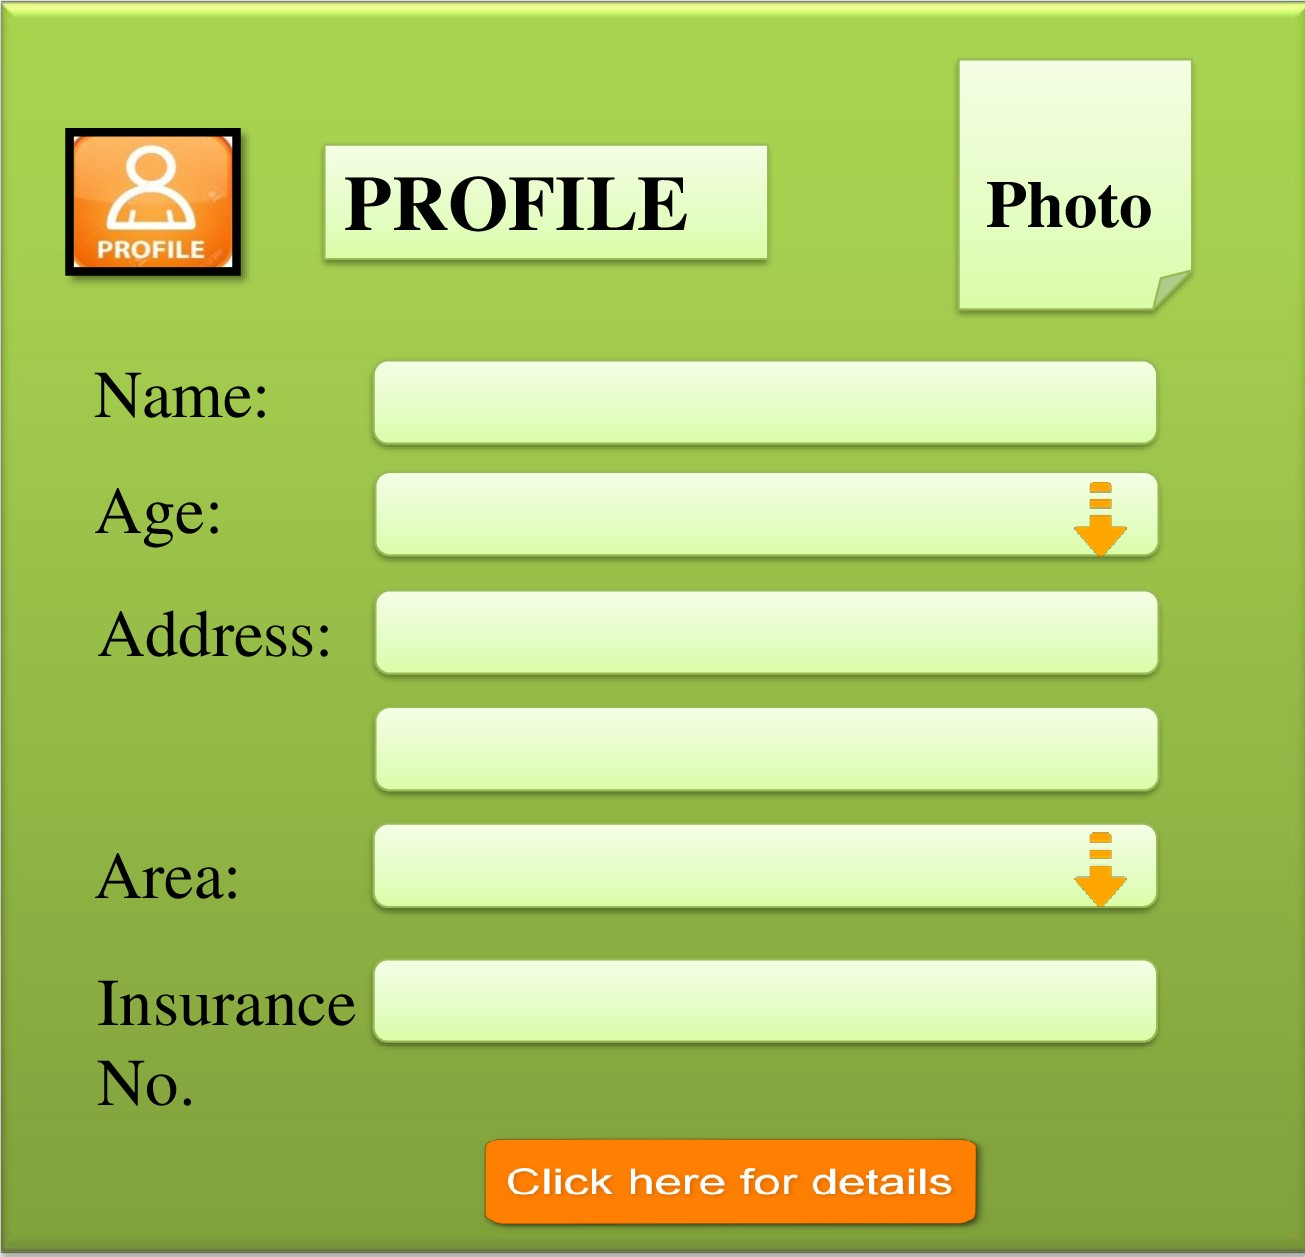 PROFILE
PROFILE
Photo
Name:
Age:
Address:
Area:
Insurance
No.
Click here for details